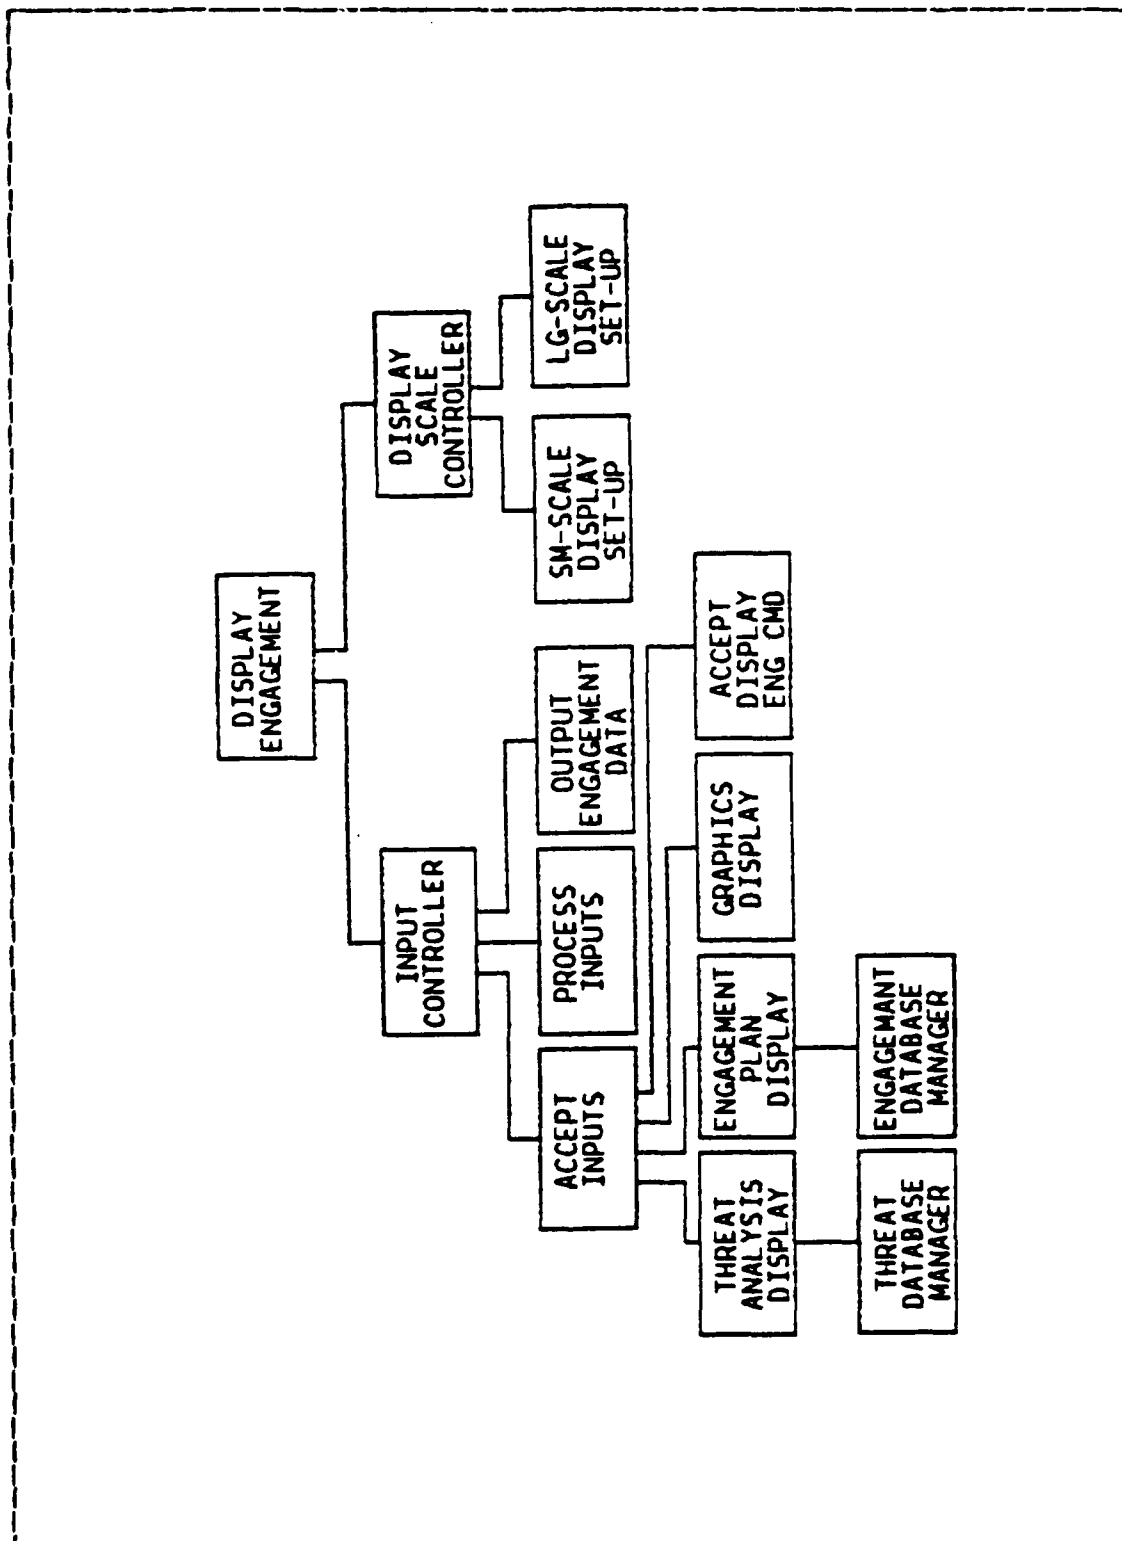 DISPLAY
ENGAGEMENT
INPUT
CONTROLLER
DISPLAY
SCALE
CONTROLLER
ACCEPT
INPUTS
PROCESS
INPUTS
OUTPUT
ENGAGEMENT
DATA
SM-SCALE
DISPLAY
SET-UP
LG-SCALE
DISPLAY
SET-UP
THREAT
ANALYSIS
DISPLAY
ENGAGEMENT
PLAN
DISPLAY
GRAPHICS
DISPLAY
ACCEPT
DISPLAY
ENG CMD
THREAT
DATABASE
MANAGER
ENGAGEMANT
DATABASE
MANAGER